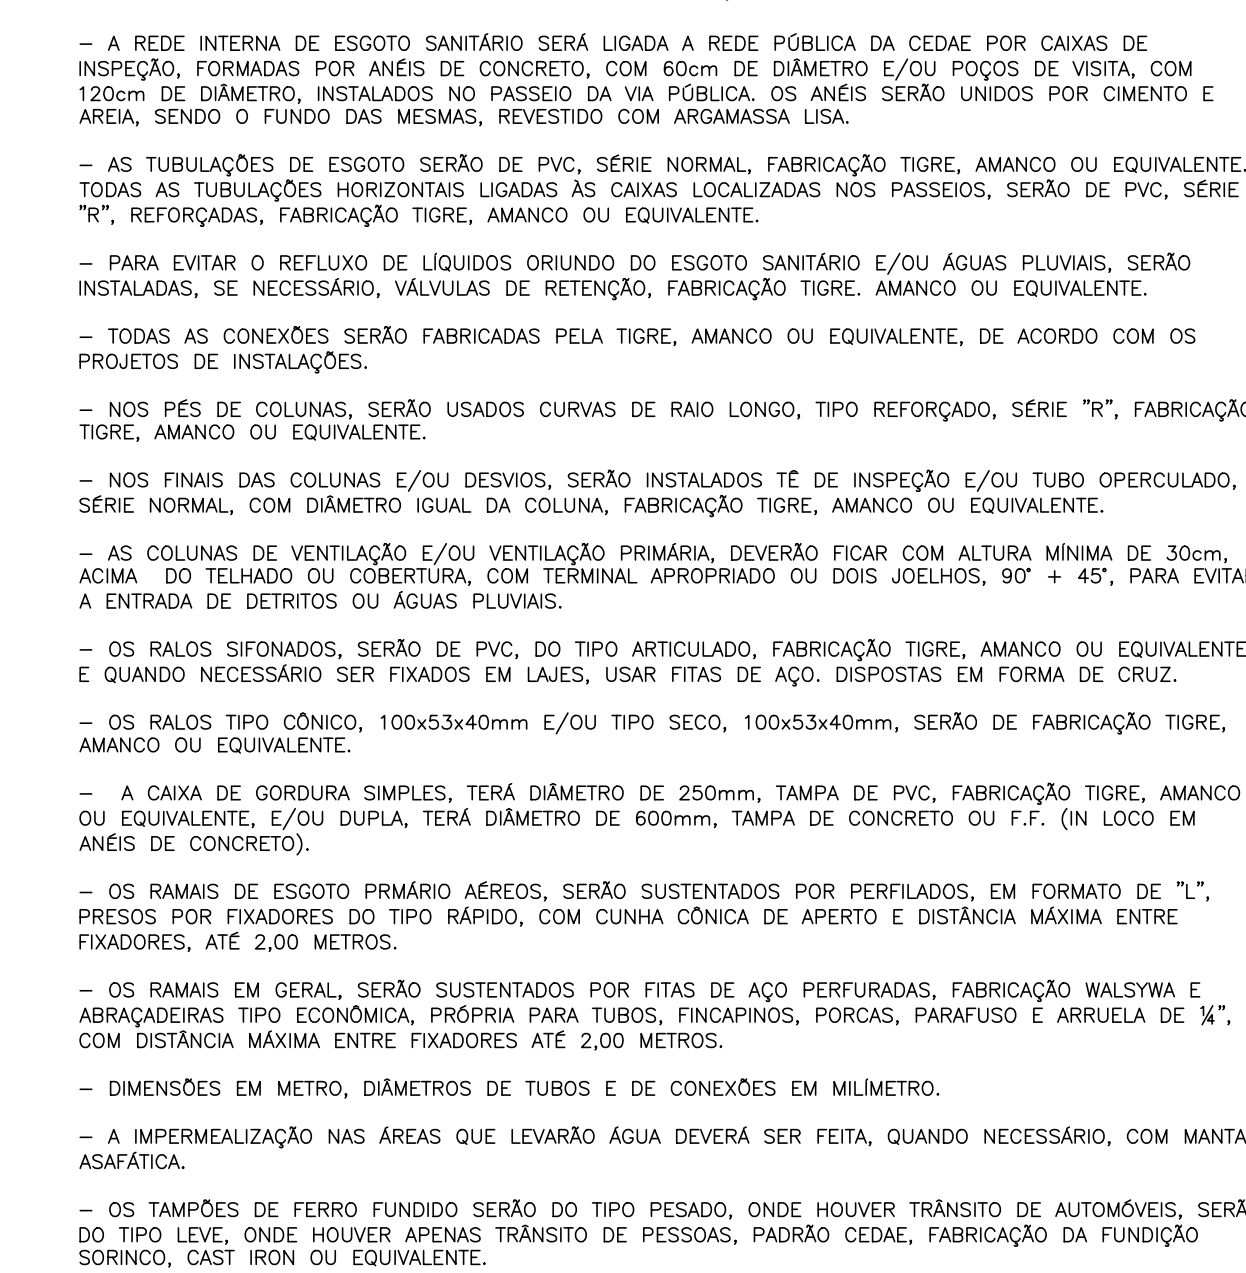 – A REDE INTERNA DE ESGOTO SANITÁRIO SERÁ LIGADA A REDE PÚBLICA DA CEDAE POR CAIXAS DE
INSPEÇÃO, FORMADAS POR ANÉIS DE CONCRETO, COM 60cm DE DIÂMETRO E/OU POÇOS DE VISITA, COM
120cm DE DIÂMETRO, INSTALADOS NO PASSEIO DA VIA PÚBLICA. OS ANÉIS SERÃO UNIDOS POR CIMENTO E
AREIA, SENDO O FUNDO DAS MESMAS, REVESTIDO COM ARGAMASSA LISA.
– AS TUBULAÇÕES DE ESGOTO SERÃO DE PVC, SÉRIE NORMAL, FABRICAÇÃO TIGRE, AMANCO OU EQUIVALENTE.
TODAS AS TUBULAÇÕES HORIZONTAIS LIGADAS ÀS CAIXAS LOCALIZADAS NOS PASSEIOS, SERÃO DE PVC, SÉRIE
"R", REFORÇADAS, FABRICAÇÃO TIGRE, AMANCO OU EQUIVALENTE.
– PARA EVITAR O REFLUXO DE LÍQUIDOS ORIUNDO DO ESGOTO SANITÁRIO E/OU ÁGUAS PLUVIAIS, SERÃO
INSTALADAS, SE NECESSÁRIO, VÁLVULAS DE RETENÇÃO, FABRICAÇÃO TIGRE. AMANCO OU EQUIVALENTE.
– TODAS AS CONEXÕES SERÃO FABRICADAS PELA TIGRE, AMANCO OU EQUIVALENTE, DE ACORDO COM OS
PROJETOS DE INSTALAÇÕES.
– NOS PÉS DE COLUNAS, SERÃO USADOS CURVAS DE RAIO LONGO, TIPO REFORÇADO, SÉRIE "R", FABRICAÇÃO
TIGRE, AMANCO OU EQUIVALENTE.
– NOS FINAIS DAS COLUNAS E/OU DESVIOS, SERÃO INSTALADOS TÊ DE INSPEÇÃO E/OU TUBO OPERCULADO,
SÉRIE NORMAL, COM DIÂMETRO IGUAL DA COLUNA, FABRICAÇÃO TIGRE, AMANCO OU EQUIVALENTE.
– AS COLUNAS DE VENTILAÇÃO E/OU VENTILAÇÃO PRIMÁRIA, DEVERÃO FICAR COM ALTURA MÍNIMA DE 30cm,
ACIMA DO TELHADO OU COBERTURA, COM TERMINAL APROPRIADO OU DOIS JOELHOS, 90° + 45°, PARA EVITAR
A ENTRADA DE DETRITOS OU ÁGUAS PLUVIAIS.
– OS RALOS SIFONADOS, SERÃO DE PVC, DO TIPO ARTICULADO, FABRICAÇÃO TIGRE, AMANCO OU EQUIVALENTE
E QUANDO NECESSÁRIO SER FIXADOS EM LAJES, USAR FITAS DE AÇO. DISPOSTAS EM FORMA DE CRUZ.
– OS RALOS TIPO CÔNICO, 100x53x40mm E/OU TIPO SECO, 100x53x40mm, SERÃO DE FABRICAÇÃO TIGRE,
AMANCO OU EQUIVALENTE.
– A CAIXA DE GORDURA SIMPLES, TERÁ DIÂMETRO DE 250mm, TAMPA DE PVC, FABRICAÇÃO TIGRE, AMANCO
OU EQUIVALENTE, E/OU DUPLA, TERÁ DIÂMETRO DE 600mm, TAMPA DE CONCRETO OU F.F. (IN LOCO EM
ANÉIS DE CONCRETO).
– OS RAMAIS DE ESGOTO PRMÁRIO AÉREOS, SERÃO SUSTENTADOS POR PERFILADOS, EM FORMATO DE "L",
PRESOS POR FIXADORES DO TIPO RÁPIDO, COM CUNHA CÔNICA DE APERTO E DISTÂNCIA MÁXIMA ENTRE
FIXADORES, ATÉ 2,00 METROS.
– OS RAMAIS EM GERAL, SERÃO SUSTENTADOS POR FITAS DE AÇO PERFURADAS, FABRICAÇÃO WALSYWA E
ABRAÇADEIRAS TIPO ECONÔMICA, PRÓPRIA PARA TUBOS, FINCAPINOS, PORCAS, PARAFUSO E ARRUELA DE ¼",
COM DISTÂNCIA MÁXIMA ENTRE FIXADORES ATÉ 2,00 METROS.
– DIMENSÕES EM METRO, DIÂMETROS DE TUBOS E DE CONEXÕES EM MILÍMETRO.
– A IMPERMEALIZAÇÃO NAS ÁREAS QUE LEVARÃO ÁGUA DEVERÁ SER FEITA, QUANDO NECESSÁRIO, COM MANTA
ASAFÁTICA.
– OS TAMPÕES DE FERRO FUNDIDO SERÃO DO TIPO PESADO, ONDE HOUVER TRÂNSITO DE AUTOMÓVEIS, SERÃ
DO TIPO LEVE, ONDE HOUVER APENAS TRÂNSITO DE PESSOAS, PADRÃO CEDAE, FABRICAÇÃO DA FUNDIÇÃO
SORINCO, CAST IRON OU EQUIVALENTE.